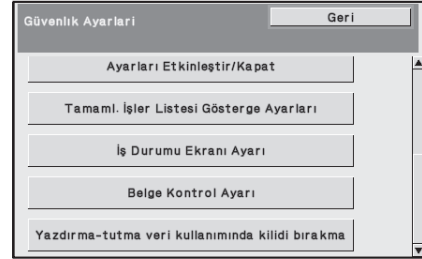 Güvenlik Ayarlari
Geri
Ayarları Etkinleştir/Kapat
Tamaml. İşler Listesi Gösterge Ayarları
İş Durumu Ekranı Ayarı
Belge Kontrol Ayarı
Yazdırma-tutma veri kullanımında kilidi bırakma